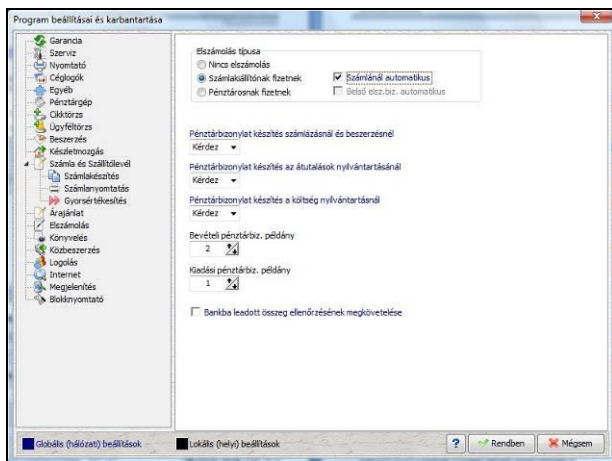 Program beállításai és karbantartása
Garancia
Szerviz
Nyomtató
Céglogók
Egyéb
Pénztárgép
Cikktörzs
Ügyféltörzs
Beszerzés
Készletmozgás
Számla és Szállítólevél
Számlakészítés
Számlanyomtatás
Gyorsértékesítés
Árajánlat
Elszámolás
Könyvelés
Közbeszerzés
Logolás
Internet
Megjelenítés
Blokknyomtató
Elszámolás típusa
Nincs elszámolás
Számlakiállítónak fizetnek
Számlánál automatikus
Pénztárosnak fizetnek
Belső elsz.biz. automatikus
Pénztárbizonylat készítés számlázásnál és beszerzésnél
Kérdez
Pénztárbizonylat készítés az átutalások nyilvántartásánál
Kérdez
Pénztárbizonylat készítés a költség nyilvántartásnál
Kérdez
Bevételi pénztárbiz. példány
2
Kiadási pénztárbiz. példány
1
Bankba leadott összeg ellenőrzésének megkövetelése
Globális (hálózati) beállítások
Lokális (helyi) beállítások
?
Rendben
Mégsem